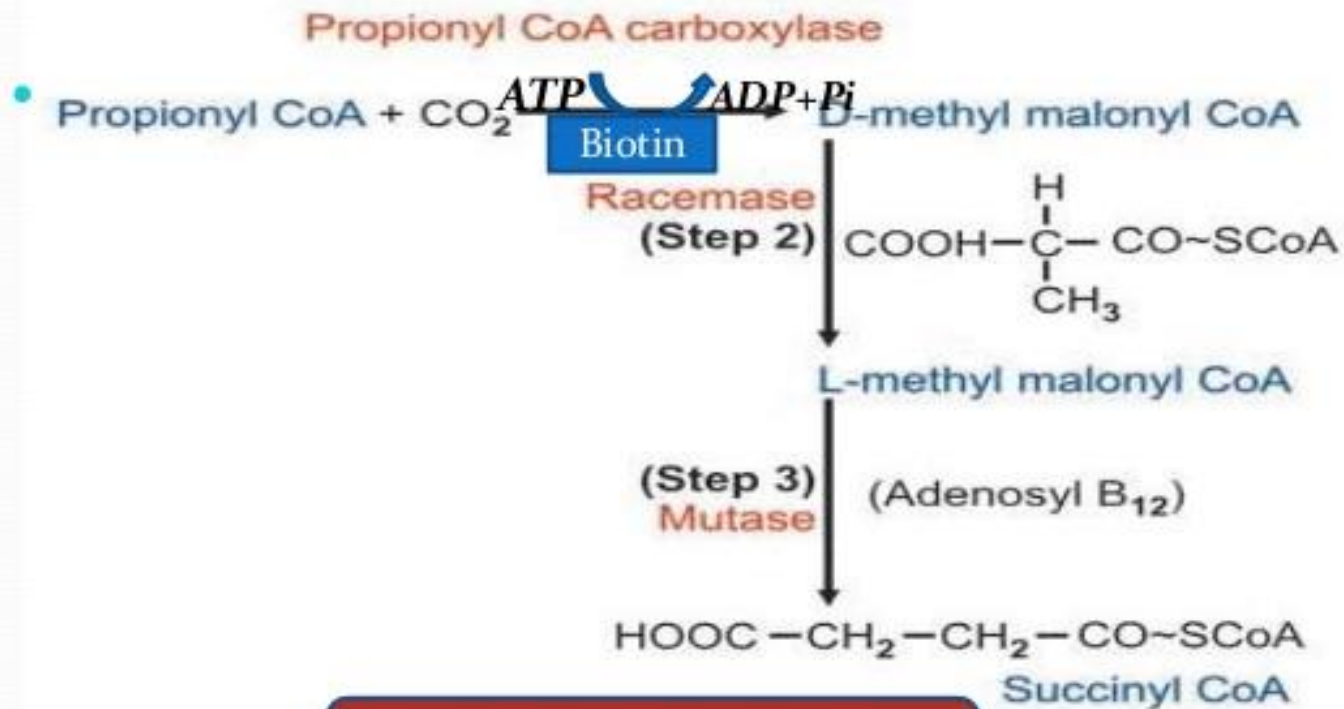 Propionyl CoA carboxylase
• Propionyl CoA + CO₂ ATP ADP+Pi D-methyl malonyl CoA
Biotin
Racemase
(Step 2)
H
COOH–C–CO~SCoA
CH₃
L-methyl malonyl CoA
(Step 3)
Mutase
(Adenosyl B₁₂)
HOOC–CH₂–CH₂–CO~SCoA
Succinyl CoA